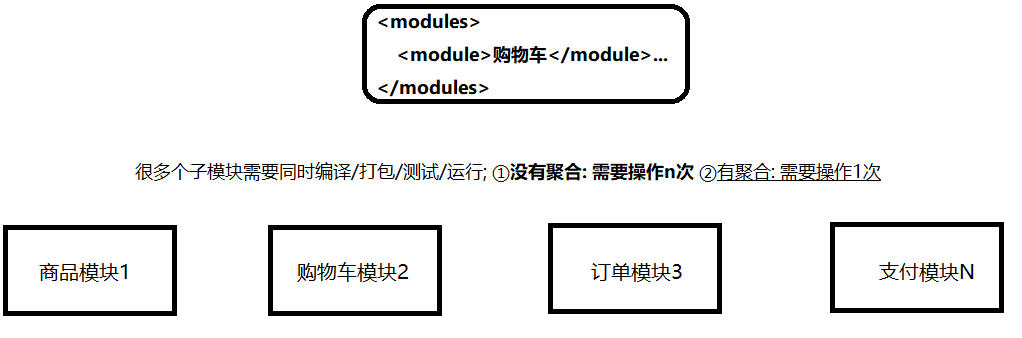 <modules>
<module>购物车</module>...
</modules>
很多个子模块需要同时编译/打包/测试/运行; ①没有聚合: 需要操作n次 ②有聚合: 需要操作1次
商品模块1
购物车模块2
订单模块3
支付模块N